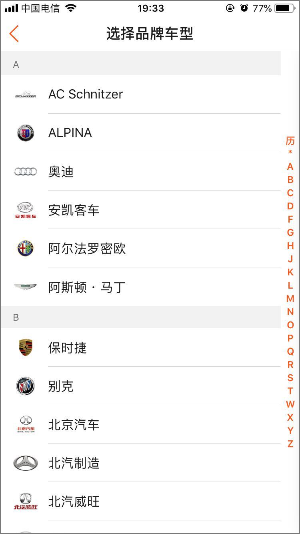 中国电信 19:33 77%
选择品牌车型
A
AC Schnitzer
ALPINA
奥迪
安凯客车
阿尔法罗密欧
阿斯顿·马丁
B
保时捷
别克
北京汽车
北汽制造
北汽威旺
历
*
A
B
C
D
F
G
H
J
K
L
M
N
O
P
Q
R
S
T
W
X
Y
Z